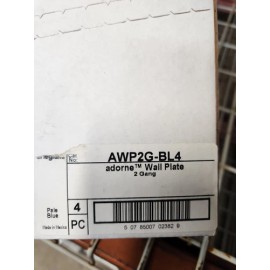 AWP2G-BL4
adorne™ Wall Plate
2 Gang
Pale
Blue
4
PC
Made in Mexico